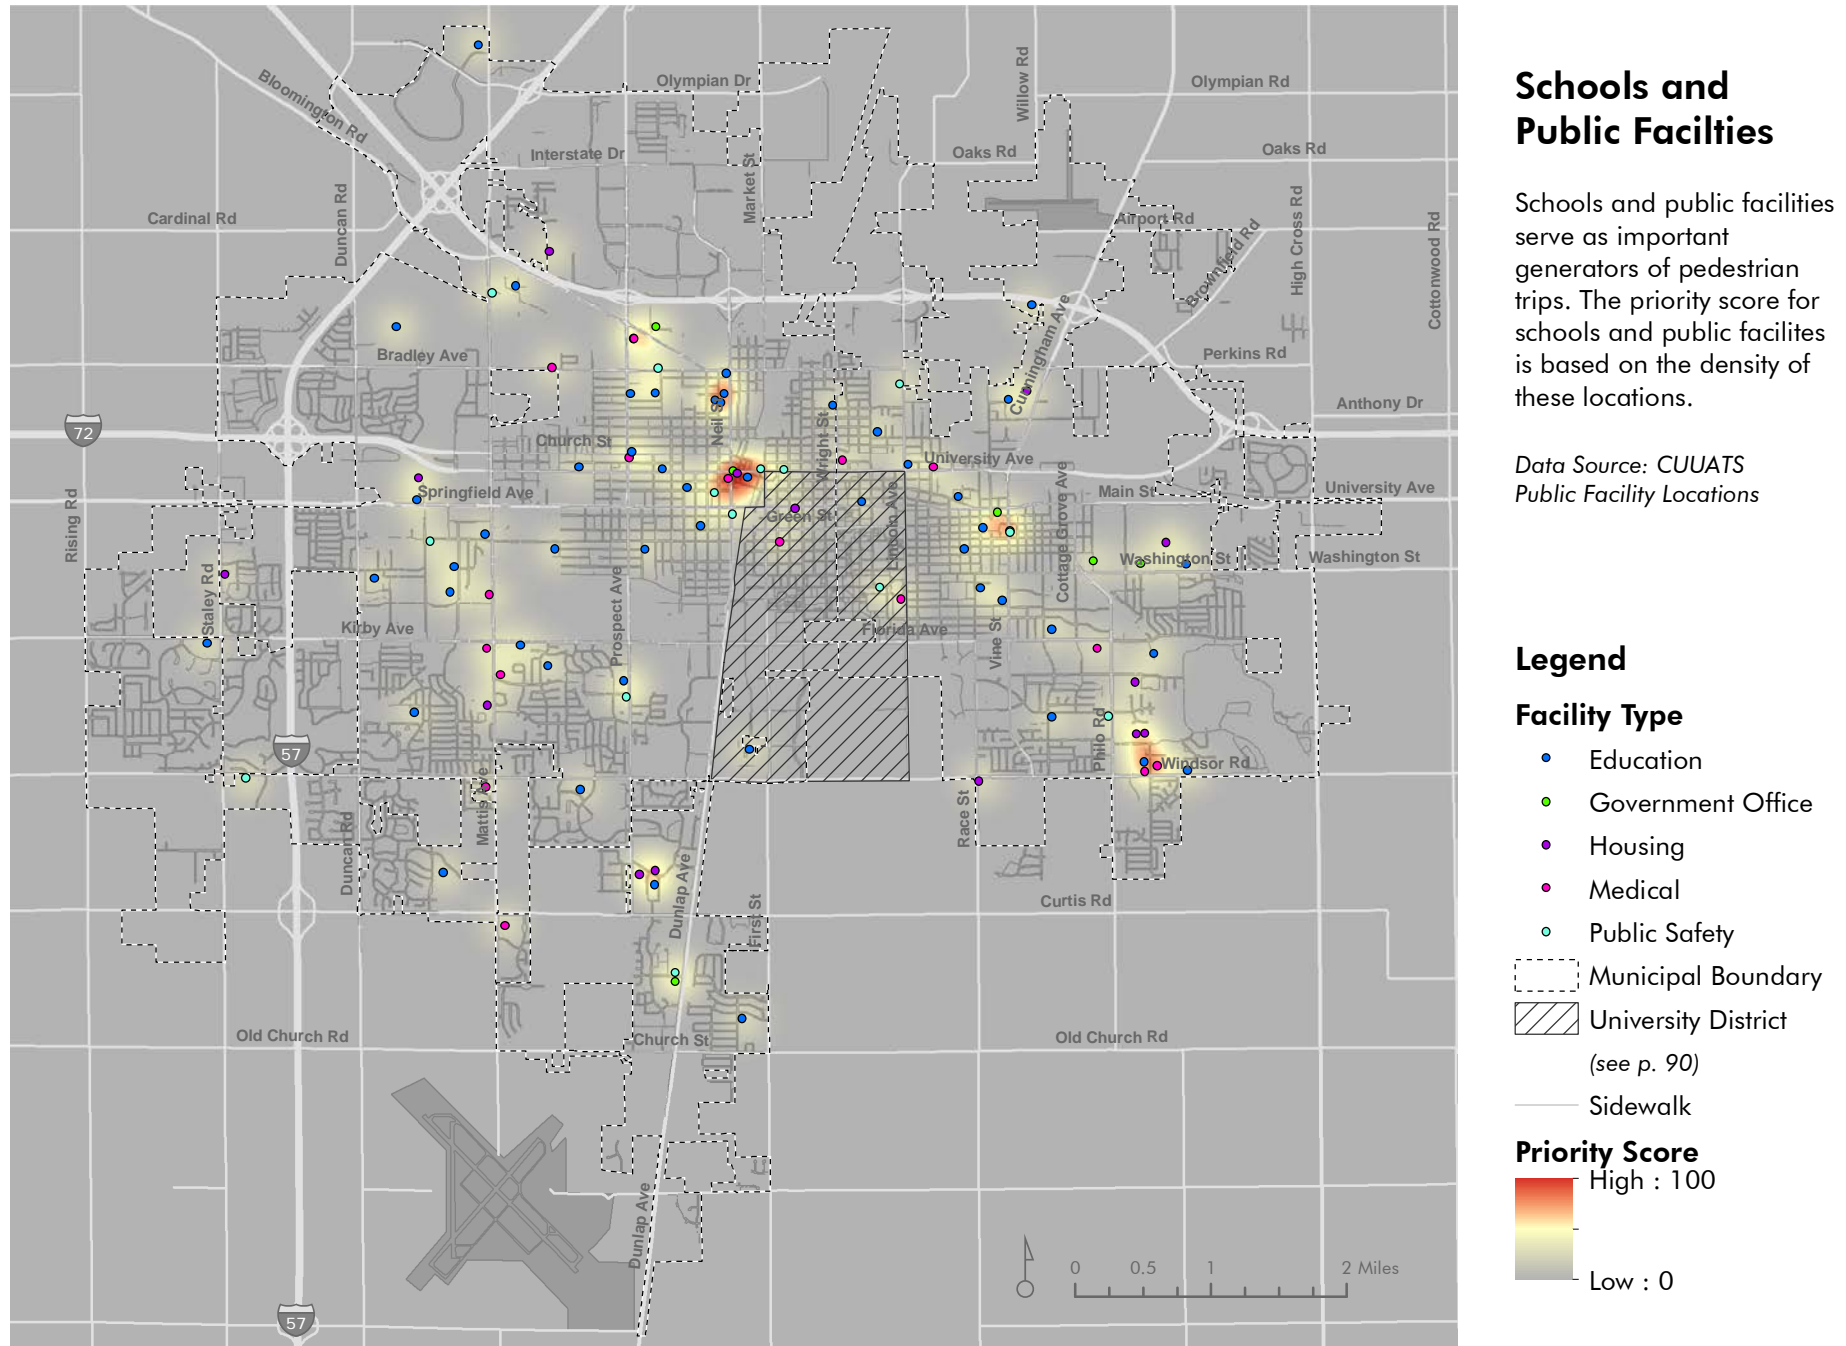 Bloomington Rd
Olympian Dr
Willow Rd
Olympian Rd
Interstate Dr
Market St
Oaks Rd
Oaks Rd
Cardinal Rd
Duncan Rd
Airport Rd
Brownfield Rd
High Cross Rd
Cottonwood Rd
Bradley Ave
Cunningham Ave
Perkins Rd
Anthony Dr
72
Church St
Neil St
Wright St
University Ave
Springfield Ave
Main St
University Ave
Rising Rd
Green St
Lincoln Ave
Cottage Grove Ave
Washington St
Washington St
Staley Rd
Prospect Ave
Kirby Ave
Florida Ave
Vine St
57
Philo Rd
Windsor Rd
Mattis Ave
Duncan Rd
Race St
Dunlap Ave
First St
Curtis Rd
Old Church Rd
Church St
Old Church Rd
Dunlap Ave
57
0 0.5 1 2 Miles
Schools and
Public Facilties
Schools and public facilities
serve as important
generators of pedestrian
trips. The priority score for
schools and public facilites
is based on the density of
these locations.
Data Source: CUUATS
Public Facility Locations
Legend
Facility Type
Education
Government Office
Housing
Medical
Public Safety
Municipal Boundary
University District
(see p. 90)
Sidewalk
Priority Score
High : 100
Low : 0